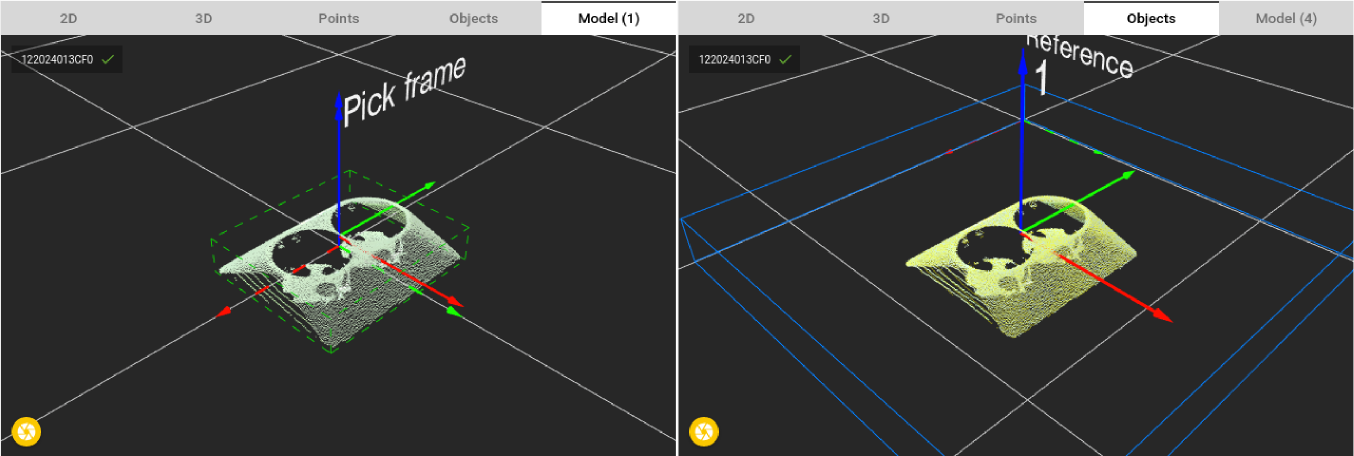 2D 3D Points Objects Model (1)
122024013CF0
Pick frame
2D 3D Points Objects Model (4)
122024013CF0
Reference
1